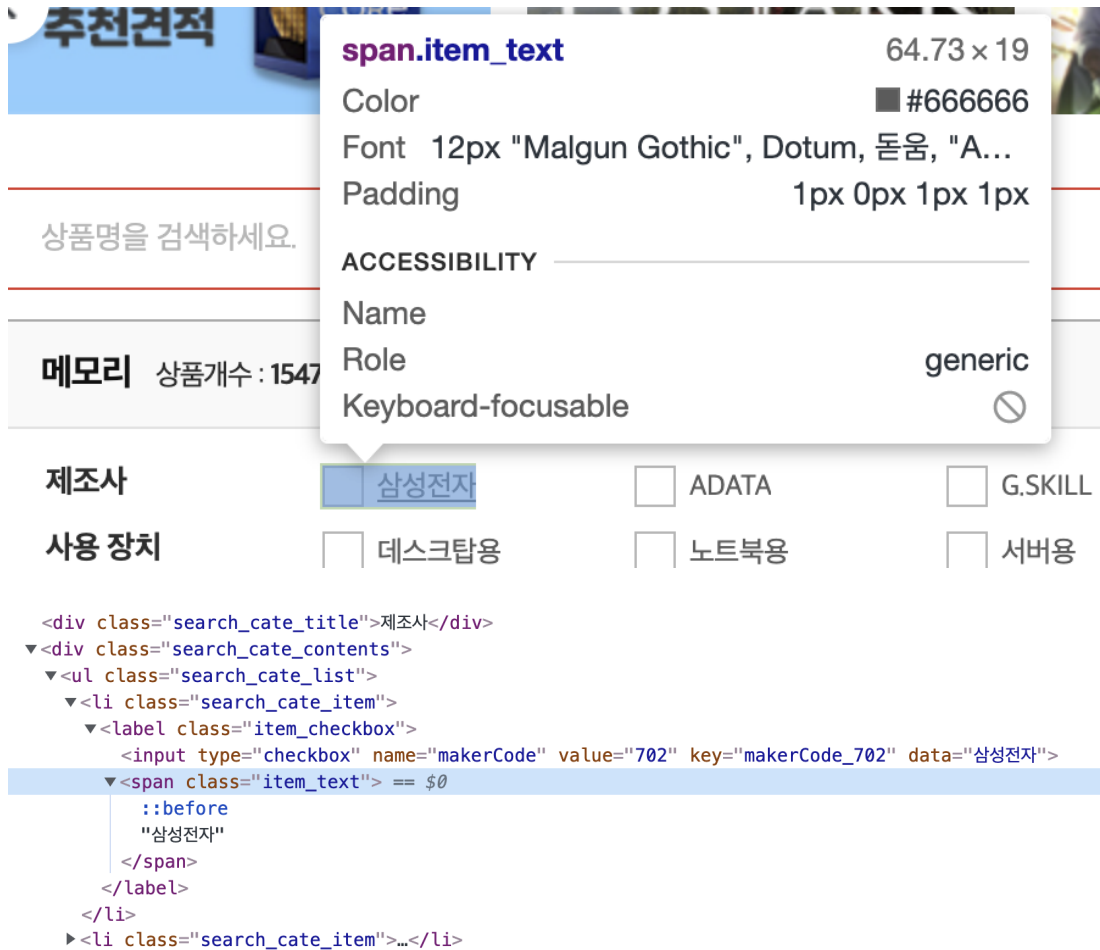 추천견적
span.item_text 64.73 × 19
Color #666666
Font 12px "Malgun Gothic", Dotum, 돋움, "A…
Padding 1px 0px 1px 1px
상품명을 검색하세요.
ACCESSIBILITY
Name
Role generic
Keyboard-focusable
메모리 상품개수 : 1547
제조사 삼성전자 ADATA G.SKILL
사용 장치 데스크탑용 노트북용 서버용
<div class="search_cate_title">제조사</div>
▼<div class="search_cate_contents">
▼<ul class="search_cate_list">
▼<li class="search_cate_item">
▼<label class="item_checkbox">
<input type="checkbox" name="makerCode" value="702" key="makerCode_702" data="삼성전자">
▼<span class="item_text"> == $0
::before
"삼성전자"
</span>
</label>
</li>
▶<li class="search_cate_item">…</li>